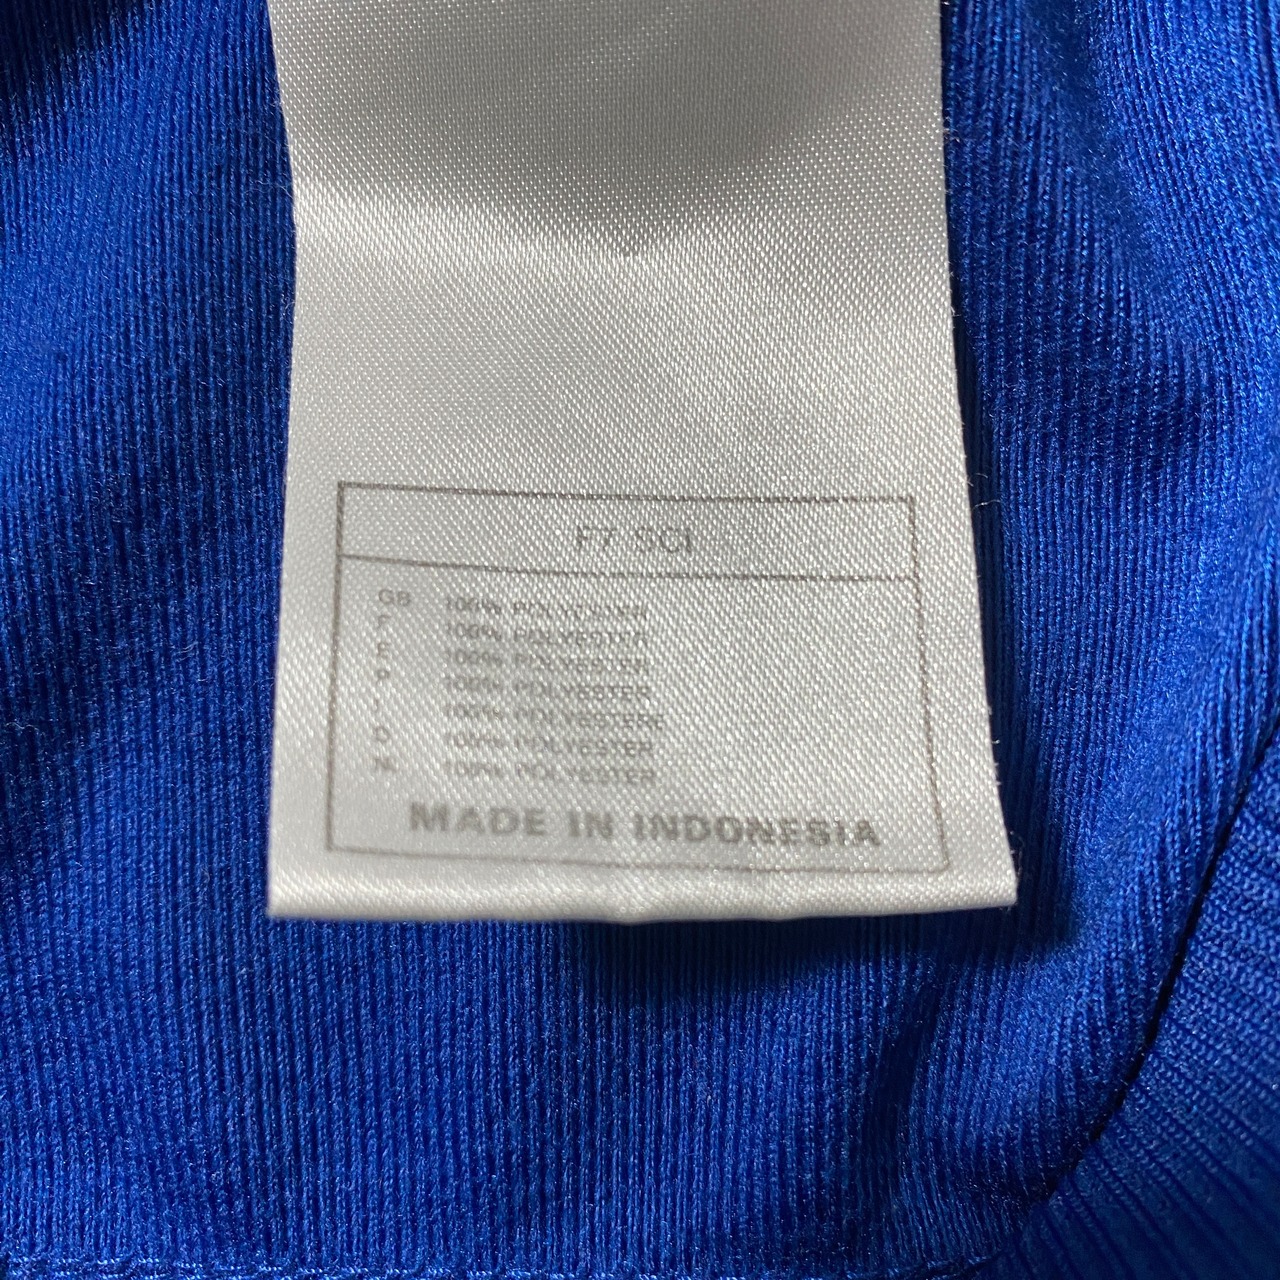 F7 SCI
GB 100% POLYESTER
F 100% POLYESTER
E 100% POLYESTER
P 100% POLYESTER
I 100% POLYESTERE
D 100% POLYESTER
N 100% POLYESTER
MADE IN INDONESIA